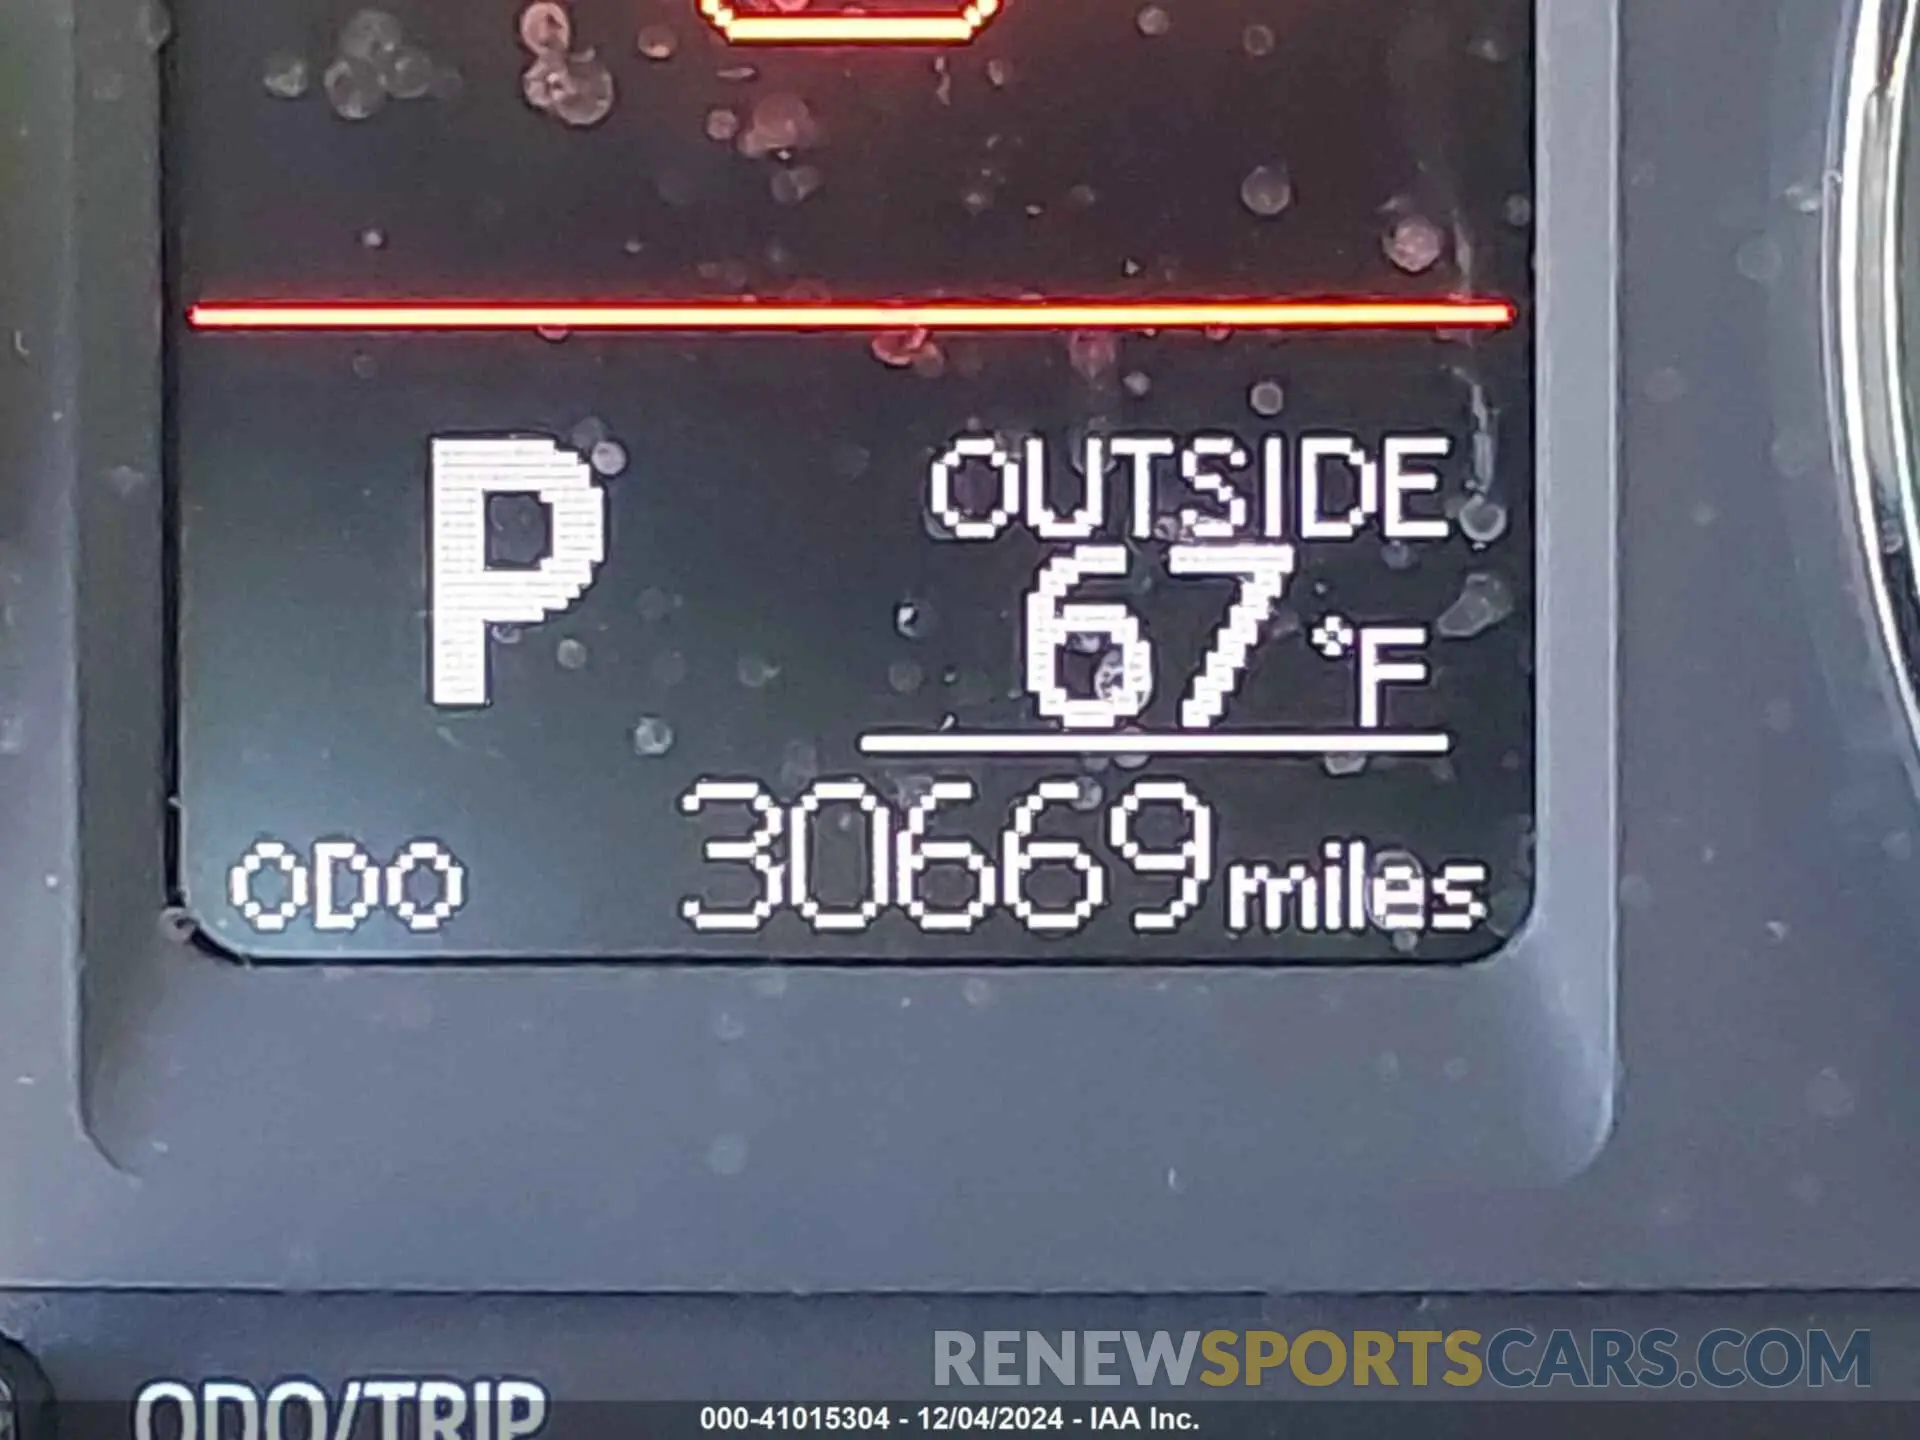 P
OUTSIDE
67°F
ODO 30669 miles
RENEWSPORTSCARS.COM
ODO/TRIP
000-41015304 - 12/04/2024 - IAA Inc.